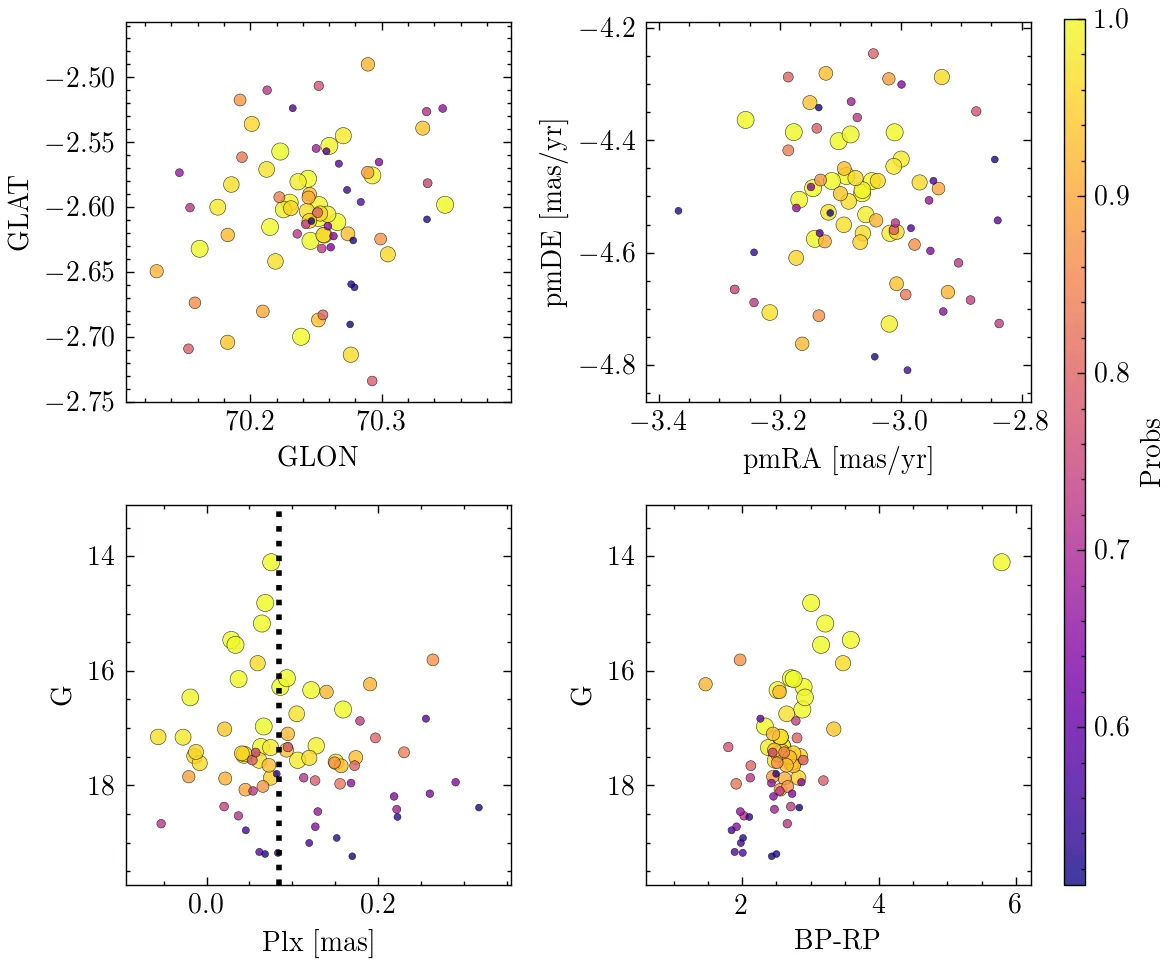 −2.50
−2.55
−2.60
−2.65
−2.70
−2.75
GLAT
70.2 70.3
GLON
−4.2
−4.4
−4.6
−4.8
pmDE [mas/yr]
−3.4 −3.2 −3.0 −2.8
pmRA [mas/yr]
14
16
18
G
0.0 0.2
Plx [mas]
14
16
18
G
2 4 6
BP-RP
1.0
0.9
0.8
0.7
0.6
Probs